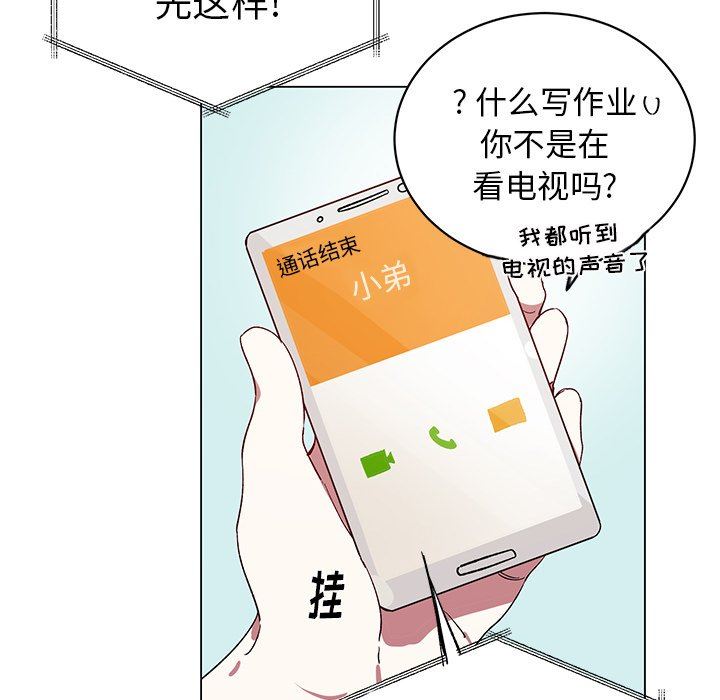 先这样!
? 什么写作业
你不是在
看电视吗?
我都听到
电视的声音了
通话结束
小弟
挂